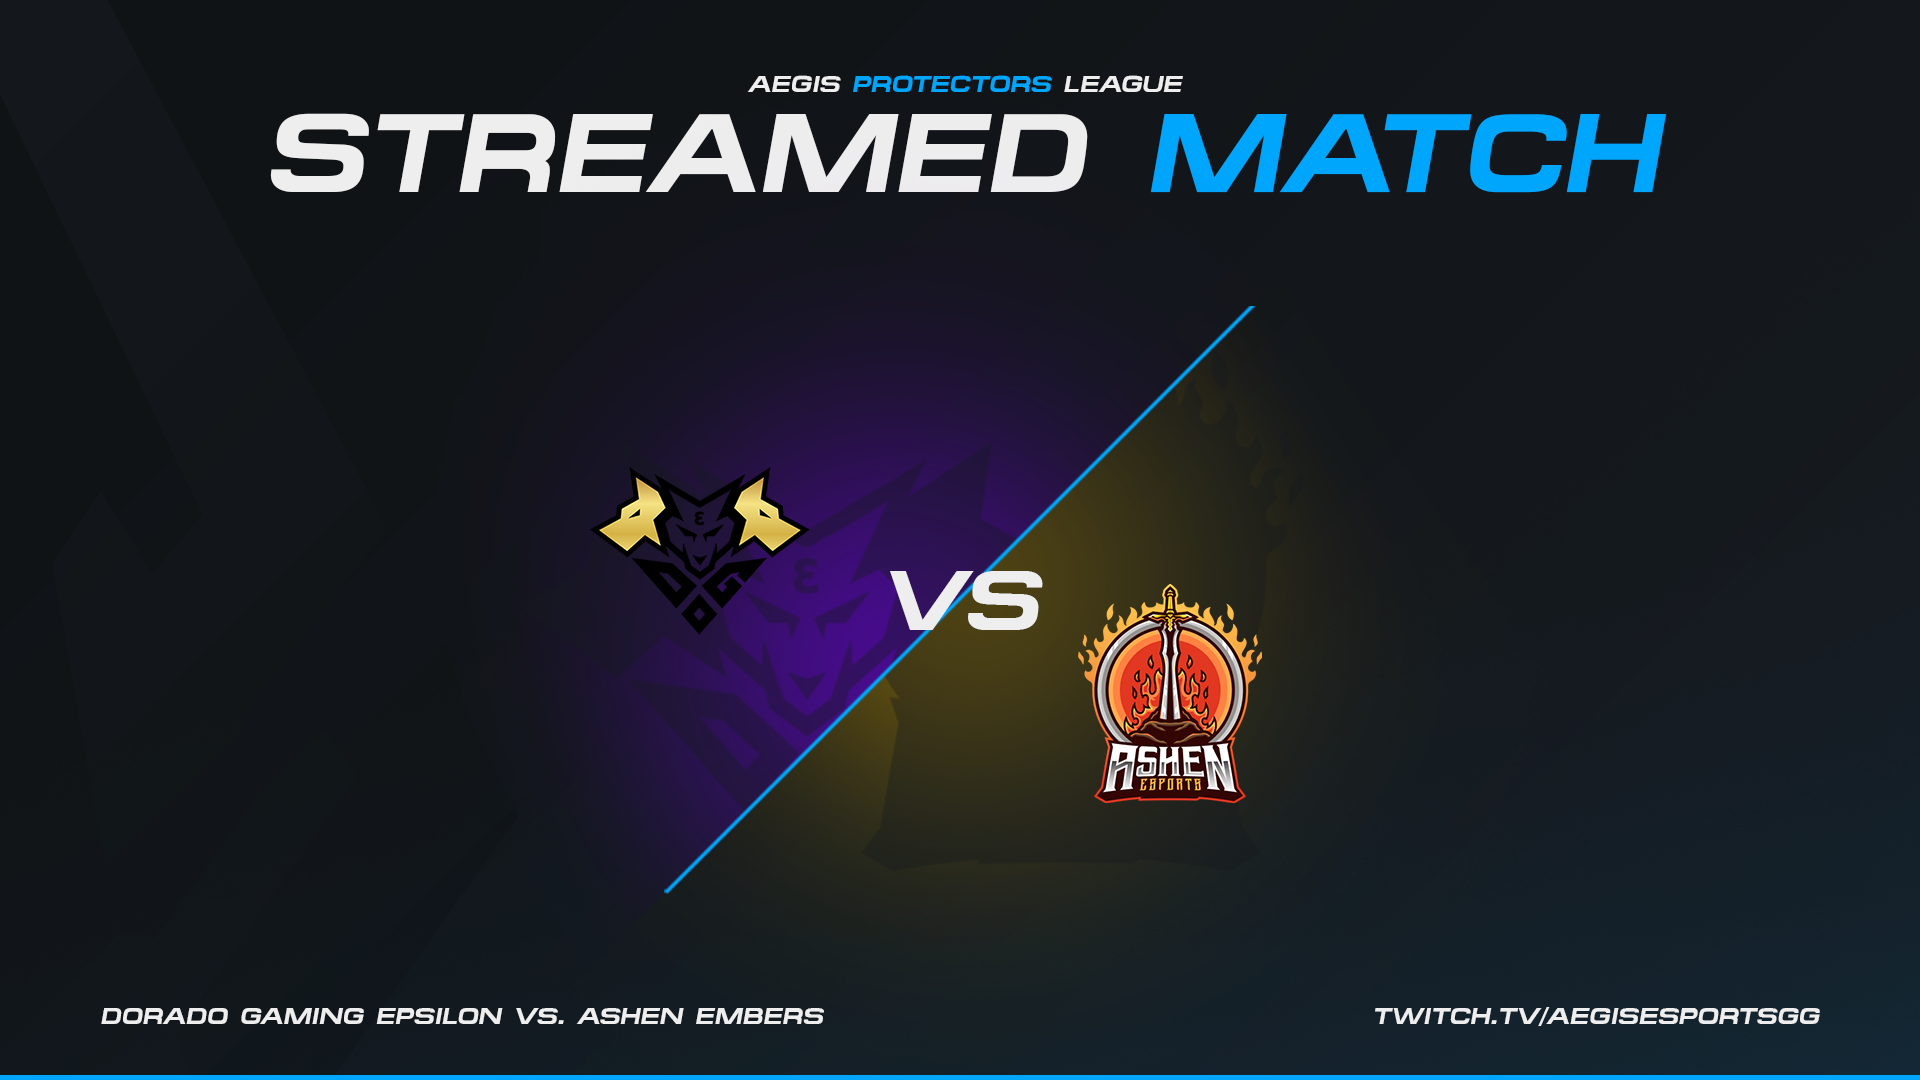 AEGIS PROTECTORS LEAGUE
STREAMED MATCH
ε
ε
VS
ASHEN
ESPORTS
DORADO GAMING EPSILON VS. ASHEN EMBERS
TWITCH.TV/AEGISESPORTSGG